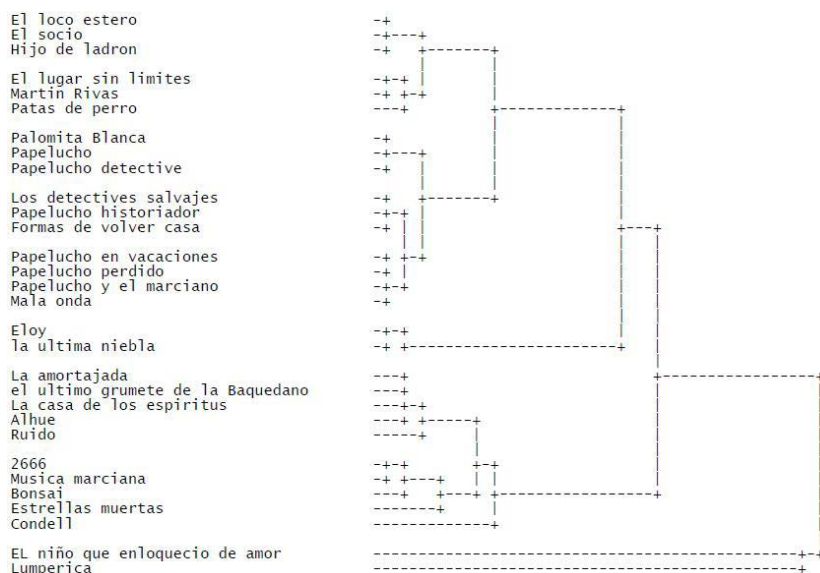 El loco estero
El socio
Hijo de ladron
El lugar sin limites
Martin Rivas
Patas de perro
Palomita Blanca
Papelucho
Papelucho detective
Los detectives salvajes
Papelucho historiador
Formas de volver casa
Papelucho en vacaciones
Papelucho perdido
Papelucho y el marciano
Mala onda
Eloy
la ultima niebla
La amortajada
el ultimo grumete de la Baquedano
La casa de los espiritus
Alhue
Ruido
2666
Musica marciana
Bonsai
Estrellas muertas
Condell
EL niño que enloquecio de amor
Lumperica